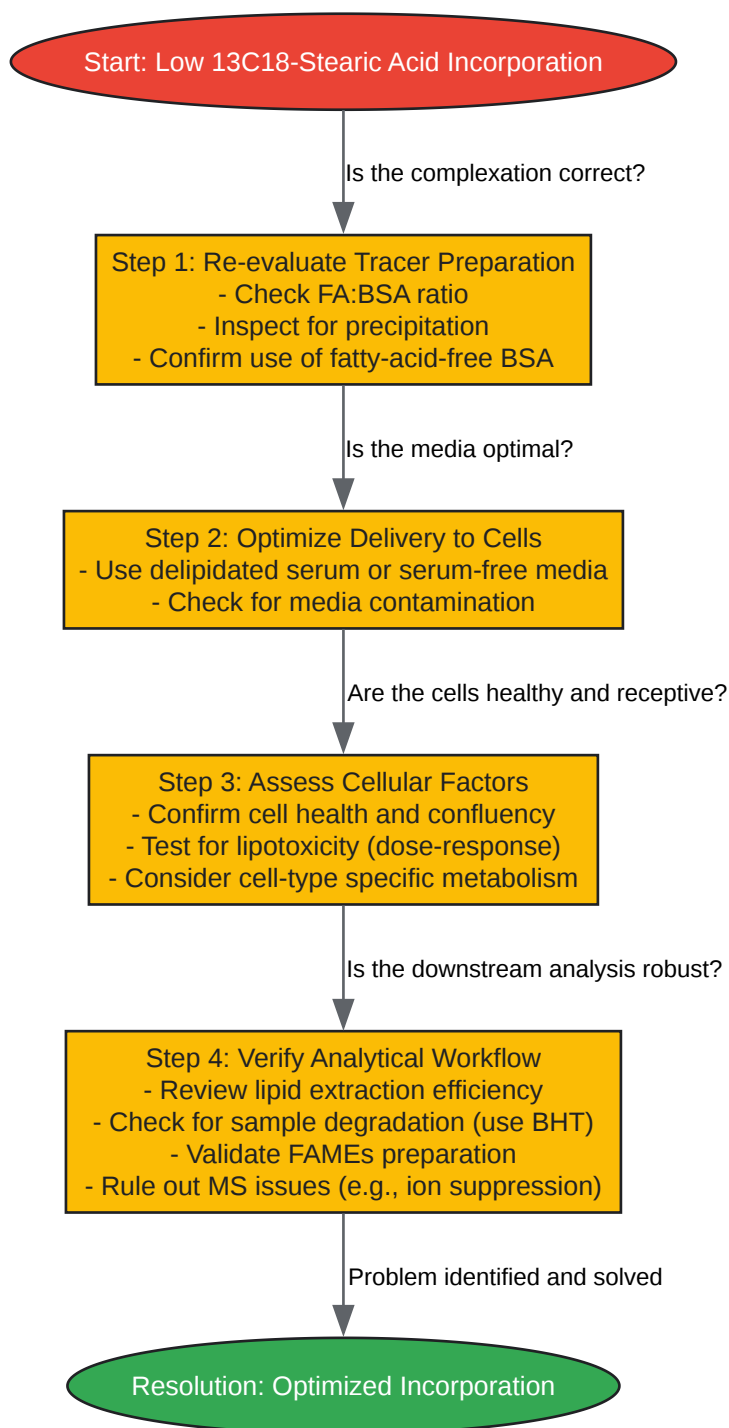 Start: Low 13C18-Stearic Acid Incorporation
Is the complexation correct?
Step 1: Re-evaluate Tracer Preparation
- Check FA:BSA ratio
- Inspect for precipitation
- Confirm use of fatty-acid-free BSA
Is the media optimal?
Step 2: Optimize Delivery to Cells
- Use delipidated serum or serum-free media
- Check for media contamination
Are the cells healthy and receptive?
Step 3: Assess Cellular Factors
- Confirm cell health and confluency
- Test for lipotoxicity (dose-response)
- Consider cell-type specific metabolism
Is the downstream analysis robust?
Step 4: Verify Analytical Workflow
- Review lipid extraction efficiency
- Check for sample degradation (use BHT)
- Validate FAMEs preparation
- Rule out MS issues (e.g., ion suppression)
Problem identified and solved
Resolution: Optimized Incorporation